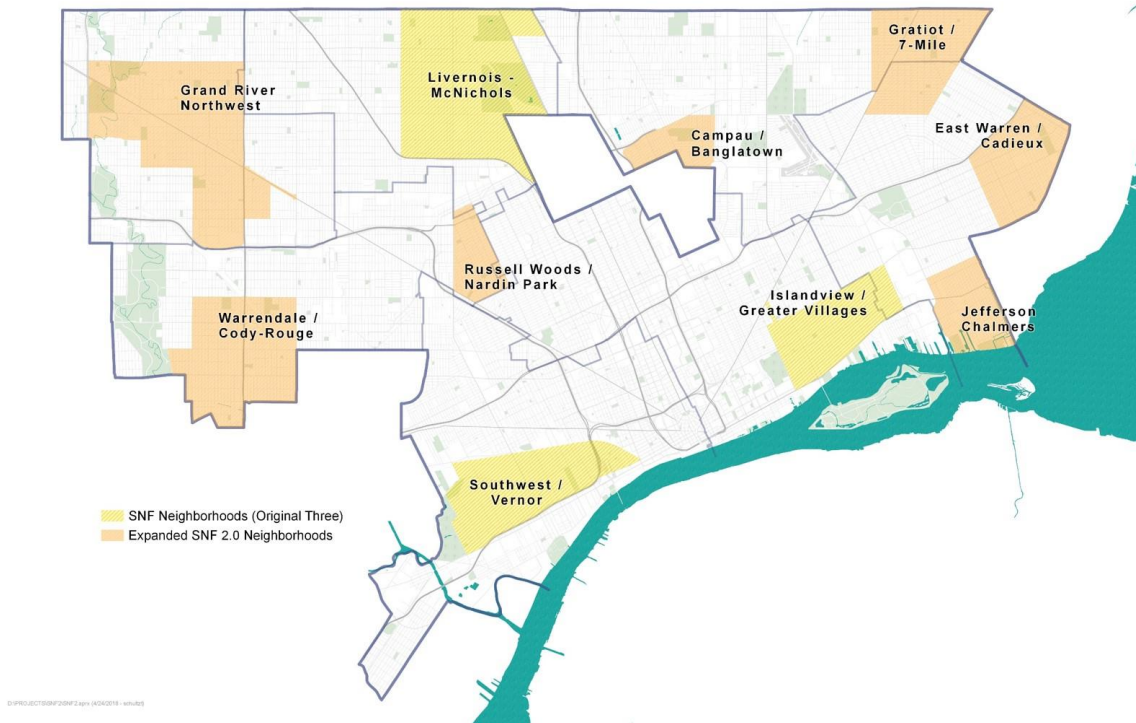 Gratiot /
7-Mile
Livernois -
McNichols
Grand River
Northwest
East Warren /
Cadieux
Campau /
Banglatown
Russell Woods /
Nardin Park
Islandview /
Greater Villages
Jefferson
Chalmers
Warrendale /
Cody-Rouge
Southwest /
Vernor
SNF Neighborhoods (Original Three)
Expanded SNF 2.0 Neighborhoods